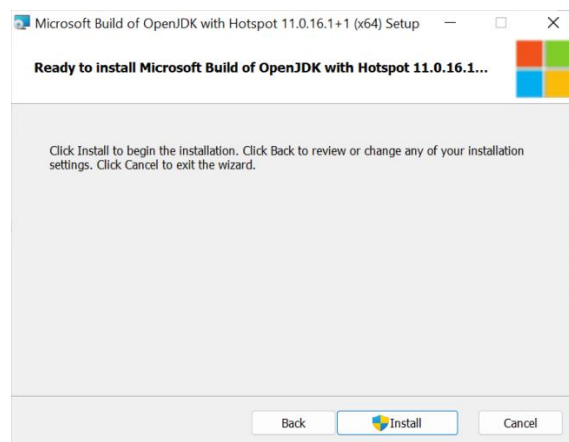 Microsoft Build of OpenJDK with Hotspot 11.0.16.1+1 (x64) Setup
Ready to install Microsoft Build of OpenJDK with Hotspot 11.0.16.1...
Click Install to begin the installation. Click Back to review or change any of your installation
settings. Click Cancel to exit the wizard.
Back Install Cancel